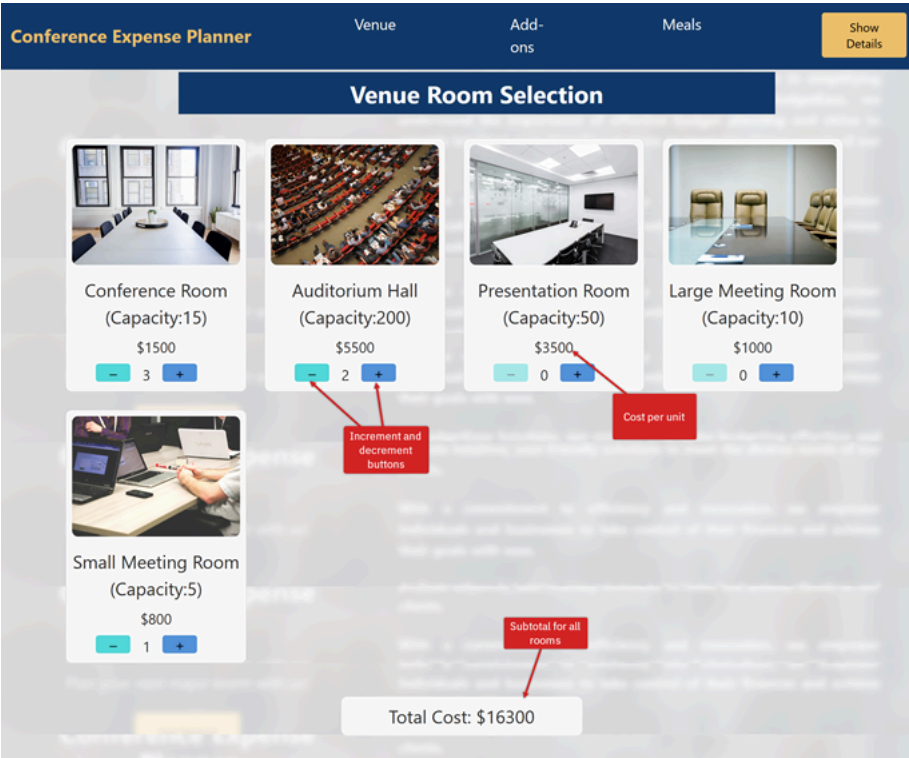 Conference Expense Planner
Venue
Add-
ons
Meals
Show
Details
Venue Room Selection
Conference Room
(Capacity:15)
$1500
– 3 +
Auditorium Hall
(Capacity:200)
$5500
– 2 +
Presentation Room
(Capacity:50)
$3500
– 0 +
Large Meeting Room
(Capacity:10)
$1000
– 0 +
Increment and
decrement
buttons
Cost per unit
Small Meeting Room
(Capacity:5)
$800
– 1 +
Subtotal for all
rooms
Total Cost: $16300